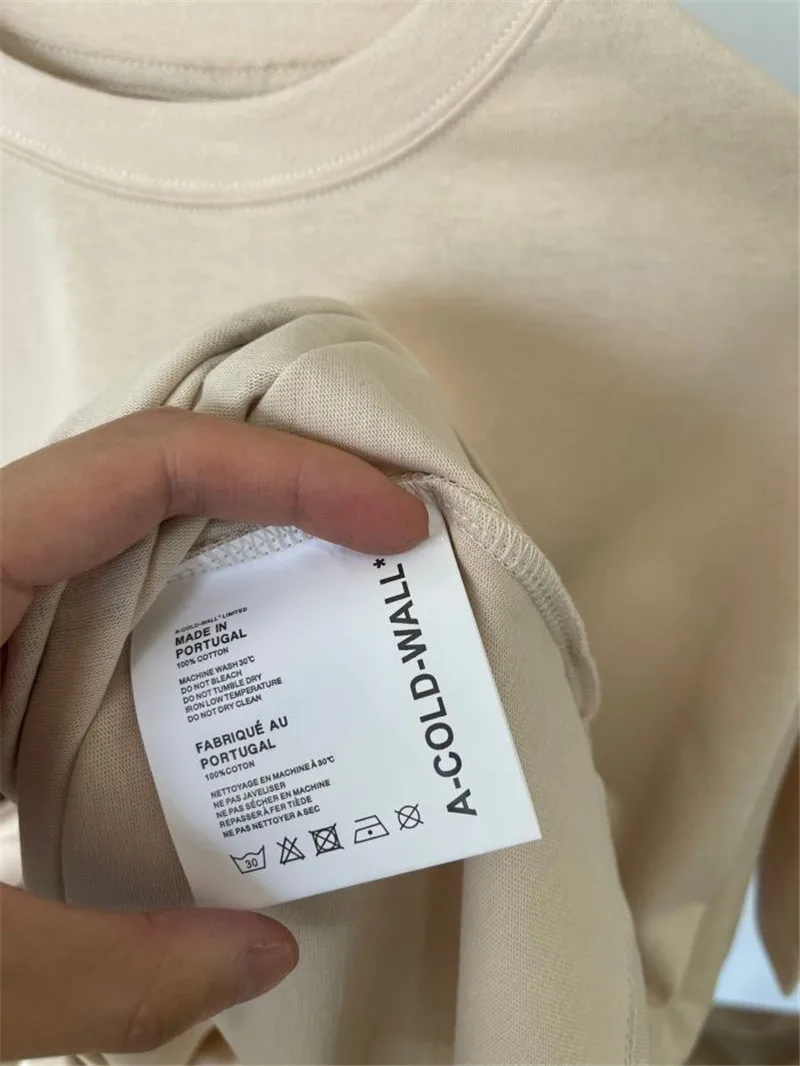 A-COLD-WALL* LIMITED
MADE IN
PORTUGAL
100% COTTON
MACHINE WASH 30℃
DO NOT BLEACH
DO NOT TUMBLE DRY
IRON LOW TEMPERATURE
DO NOT DRY CLEAN
FABRIQUÉ AU
PORTUGAL
100%COTON
NETTOYAGE EN MACHINE À 30℃
NE PAS JAVELISER
NE PAS SÉCHER EN MACHINE
REPASSER À FER TIÈDE
NE PAS NETTOYER A SEC
30
A-COLD-WALL*